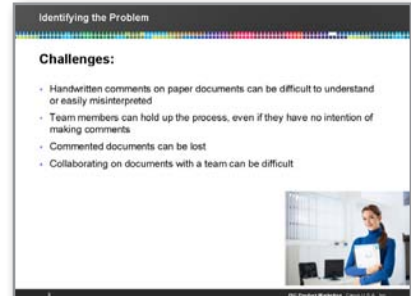 Identifying the Problem
Challenges:
• Handwritten comments on paper documents can be difficult to understand
or easily misinterpreted
• Team members can hold up the process, even if they have no intention of
making comments
• Commented documents can be lost
• Collaborating on documents with a team can be difficult